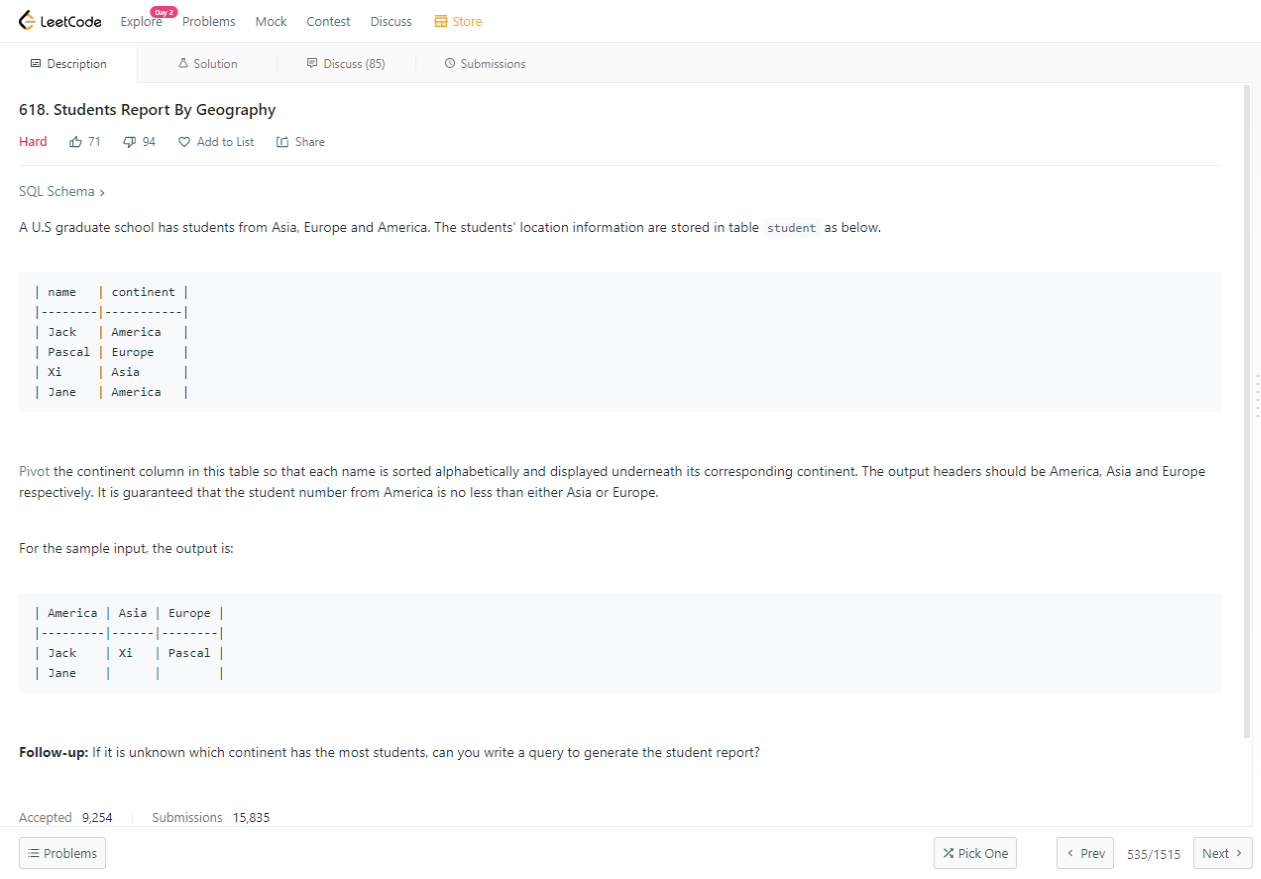 LeetCode Explore Day 2 Problems Mock Contest Discuss Store
Description Solution Discuss (85) Submissions
618. Students Report By Geography
Hard 71 94 Add to List Share
SQL Schema >
A U.S graduate school has students from Asia, Europe and America. The students' location information are stored in table student as below.
| name   | continent |
|--------|-----------|
| Jack   | America   |
| Pascal | Europe    |
| Xi     | Asia      |
| Jane   | America   |
Pivot the continent column in this table so that each name is sorted alphabetically and displayed underneath its corresponding continent. The output headers should be America, Asia and Europe
respectively. It is guaranteed that the student number from America is no less than either Asia or Europe.
For the sample input, the output is:
| America | Asia | Europe |
|---------|------|--------|
| Jack    | Xi   | Pascal |
| Jane    |      |        |
Follow-up: If it is unknown which continent has the most students, can you write a query to generate the student report?
Accepted 9,254 Submissions 15,835
Problems Pick One < Prev 535/1515 Next >